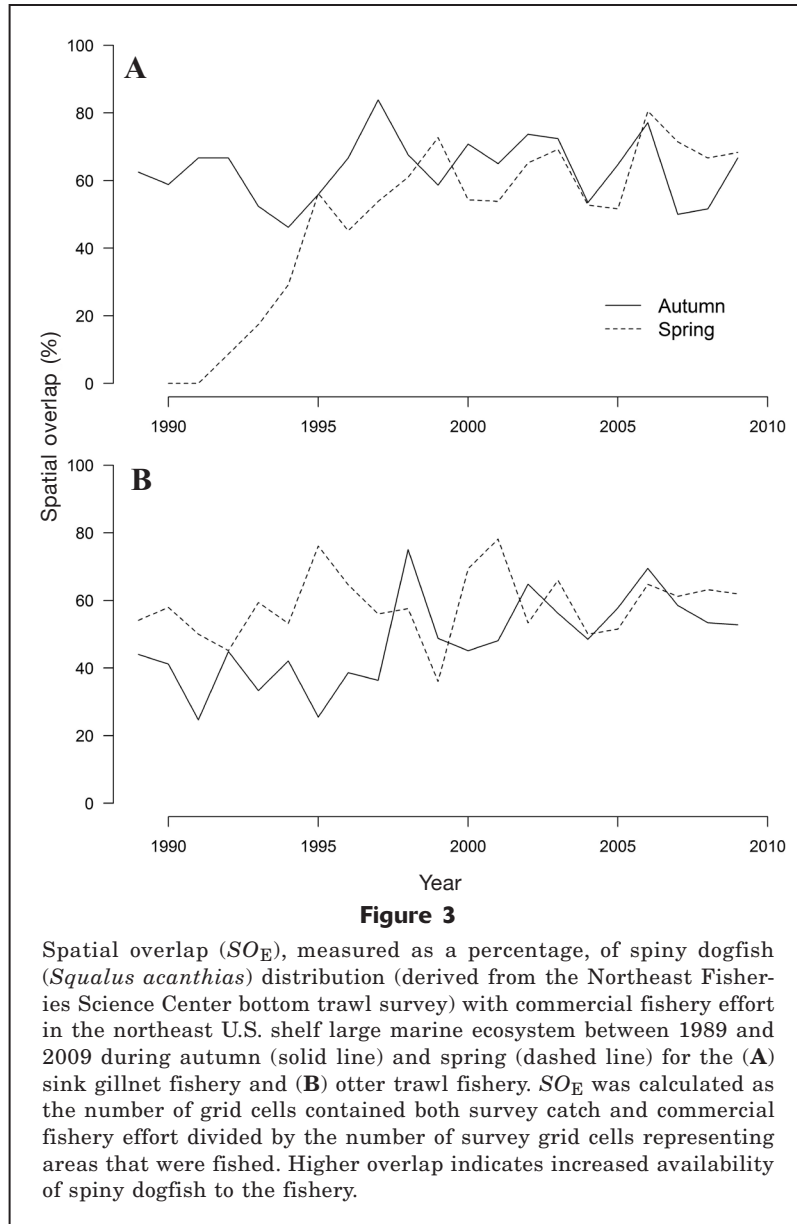 A
100
80
60
40
20
0
Autumn
Spring
1990 1995 2000 2005 2010
Spatial overlap (%)
B
100
80
60
40
20
0
1990 1995 2000 2005 2010
Year
Figure 3
Spatial overlap (SOE), measured as a percentage, of spiny dogfish
(Squalus acanthias) distribution (derived from the Northeast Fisher-
ies Science Center bottom trawl survey) with commercial fishery effort
in the northeast U.S. shelf large marine ecosystem between 1989 and
2009 during autumn (solid line) and spring (dashed line) for the (A)
sink gillnet fishery and (B) otter trawl fishery. SOE was calculated as
the number of grid cells contained both survey catch and commercial
fishery effort divided by the number of survey grid cells representing
areas that were fished. Higher overlap indicates increased availability
of spiny dogfish to the fishery.